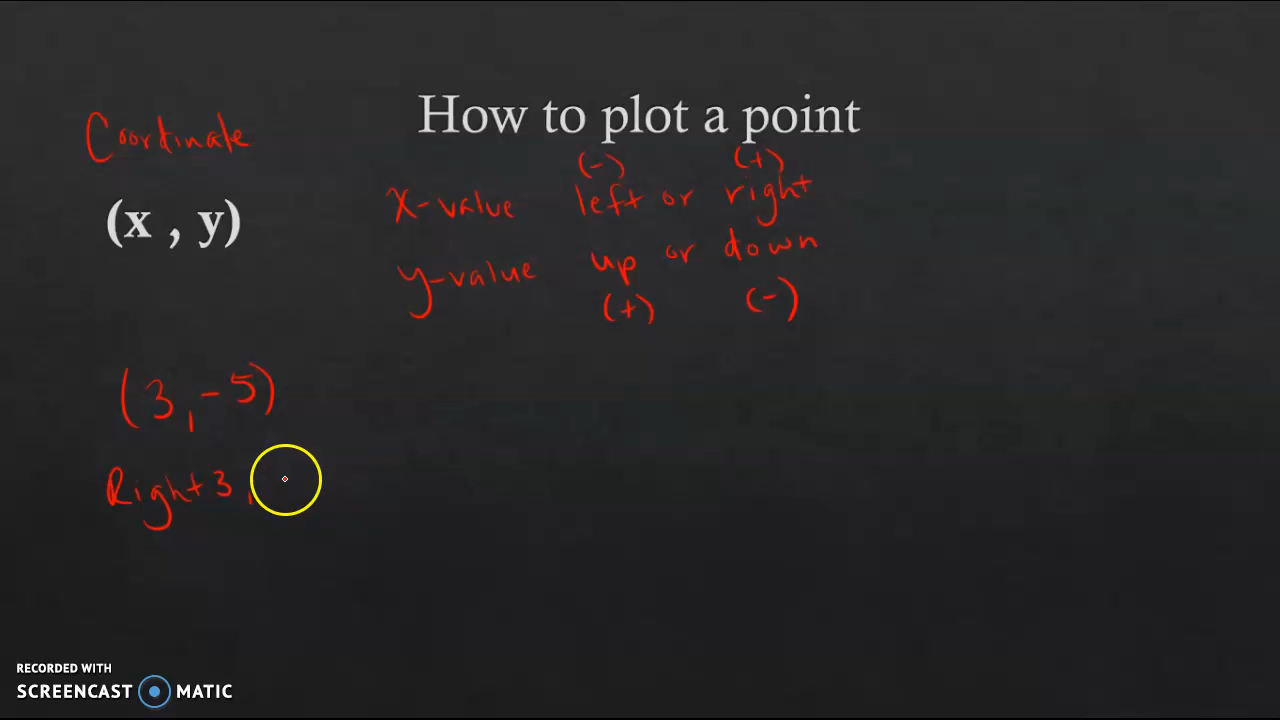 How to plot a point
Coordinate
(x , y)
(-) (+)
x-value left or right
y-value up or down
(+) (-)
(3, -5)
Right 3,
RECORDED WITH
SCREENCAST MATIC